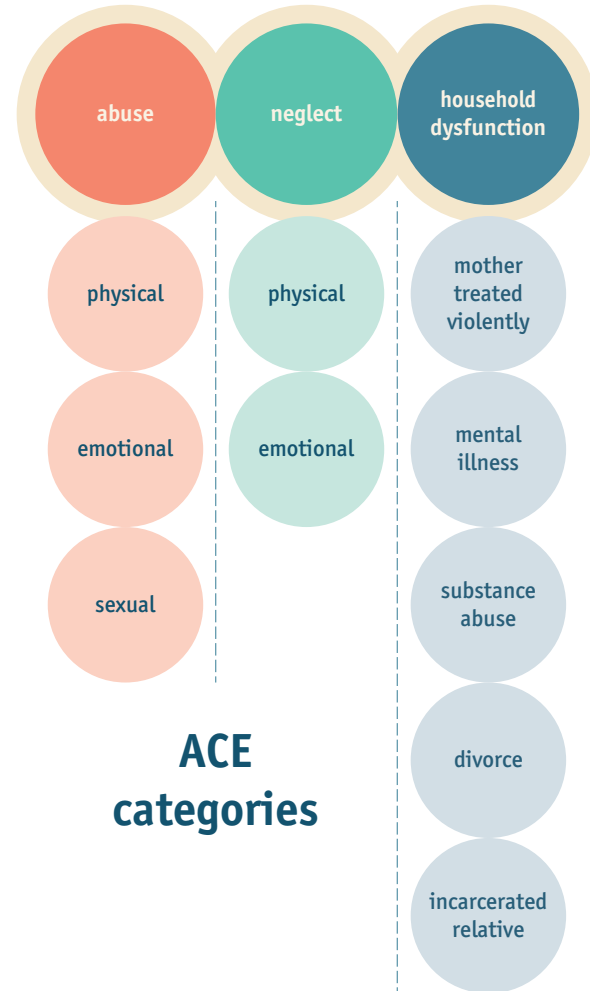 abuse
physical
emotional
sexual
neglect
physical
emotional
household
dysfunction
mother
treated
violently
mental
illness
substance
abuse
divorce
incarcerated
relative
ACE
categories